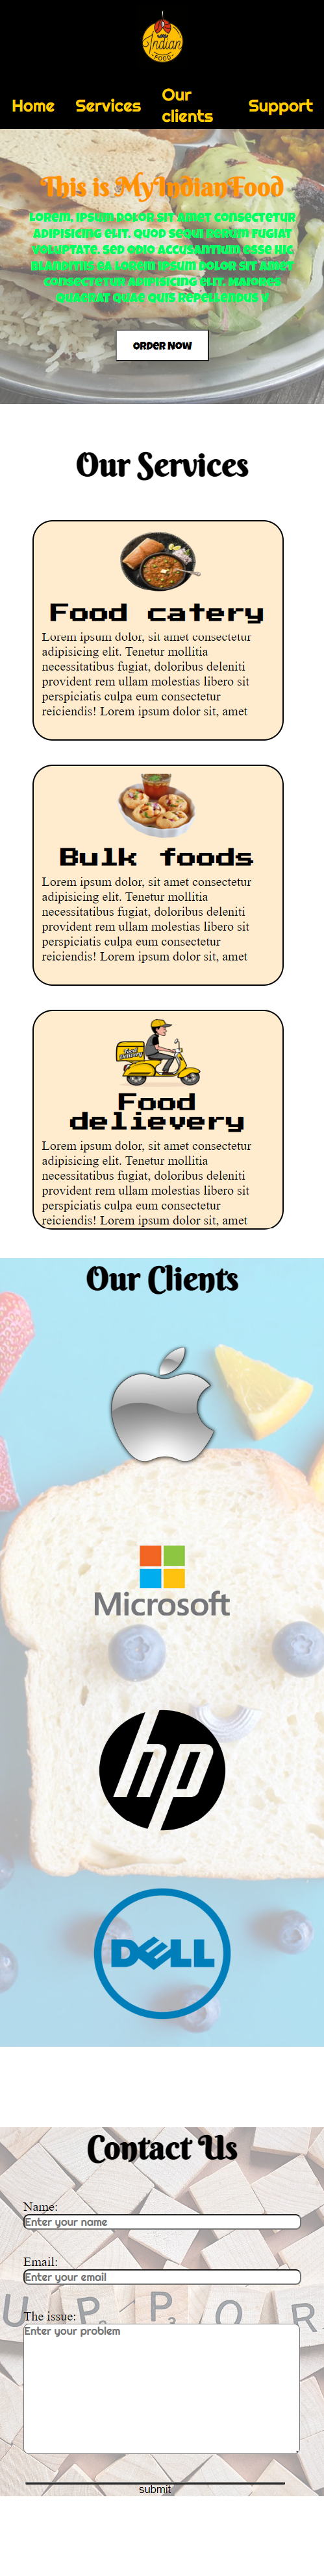 Indian
FOOD
Home Services Our clients Support
This is MyIndianFood
Lorem, ipsum dolor sit amet consectetur
adipisicing elit. Quod sequi rerum fugiat
voluptate. Sed odio accusantium esse hic
blanditiis ea Lorem ipsum dolor sit amet
consectetur adipisicing elit. Maiores
quaerat quae quis repellendus v
Order Now
Our Services
Food catery
Lorem ipsum dolor, sit amet consectetur
adipisicing elit. Tenetur mollitia
necessitatibus fugiat, doloribus deleniti
provident rem ullam molestias libero sit
perspiciatis culpa eum consectetur
reiciendis! Lorem ipsum dolor sit, amet
Bulk foods
Lorem ipsum dolor, sit amet consectetur
adipisicing elit. Tenetur mollitia
necessitatibus fugiat, doloribus deleniti
provident rem ullam molestias libero sit
perspiciatis culpa eum consectetur
reiciendis! Lorem ipsum dolor sit, amet
Food
Delivery
Food
delievery
Lorem ipsum dolor, sit amet consectetur
adipisicing elit. Tenetur mollitia
necessitatibus fugiat, doloribus deleniti
provident rem ullam molestias libero sit
perspiciatis culpa eum consectetur
reiciendis! Lorem ipsum dolor sit, amet
Our Clients
Microsoft
hp
DELL
Contact Us
Name:
Enter your name
Email:
Enter your email
U P P O R
The issue:
Enter your problem
submit